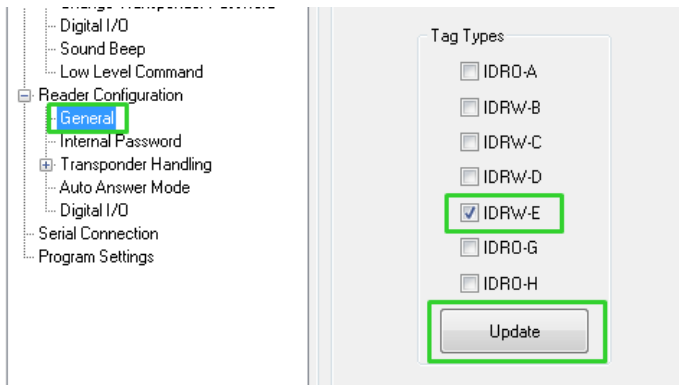 Digital I/O
Sound Beep
Low Level Command
Reader Configuration
General
Internal Password
Transponder Handling
Auto Answer Mode
Digital I/O
Serial Connection
Program Settings
Tag Types
IDRO-A
IDRW-B
IDRW-C
IDRW-D
IDRW-E
IDRO-G
IDRO-H
Update